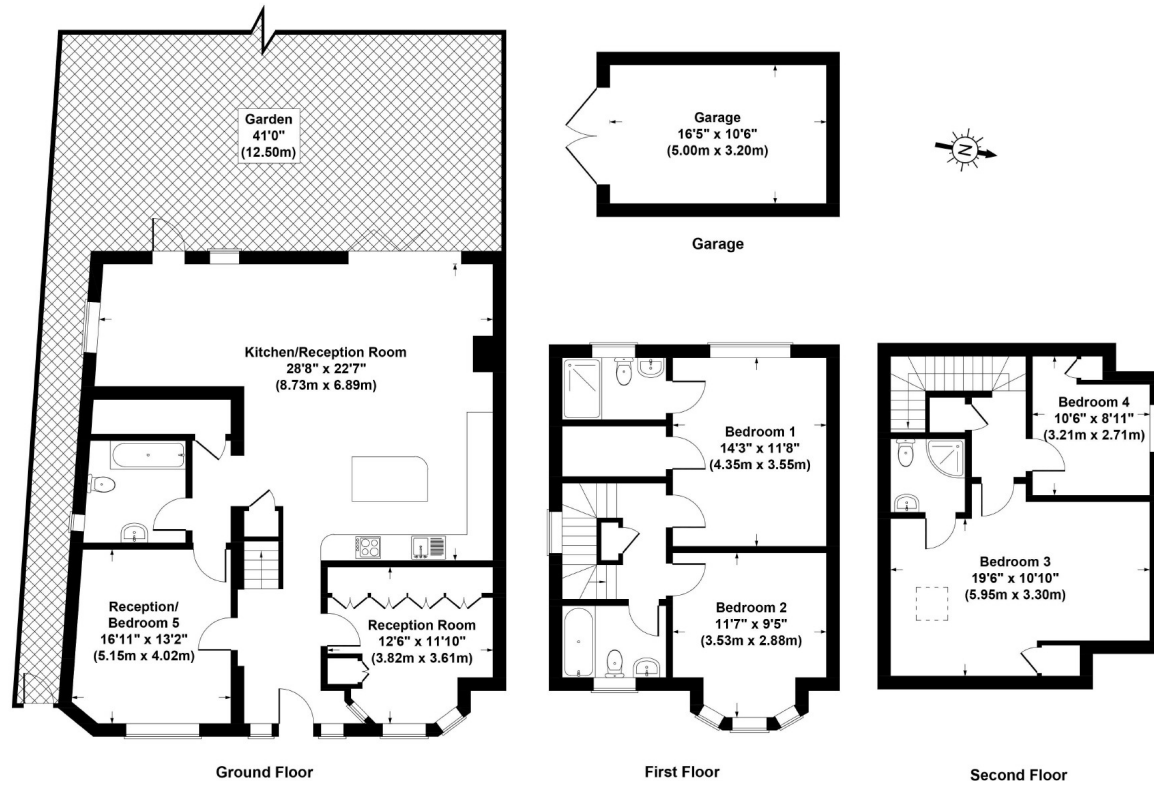 Garden
41'0"
(12.50m)
Garage
16'5" x 10'6"
(5.00m x 3.20m)
N
Garage
Kitchen/Reception Room
28'8" x 22'7"
(8.73m x 6.89m)
Reception/
Bedroom 5
16'11" x 13'2"
(5.15m x 4.02m)
Reception Room
12'6" x 11'10"
(3.82m x 3.61m)
Ground Floor
Bedroom 1
14'3" x 11'8"
(4.35m x 3.55m)
Bedroom 2
11'7" x 9'5"
(3.53m x 2.88m)
First Floor
Bedroom 4
10'6" x 8'11"
(3.21m x 2.71m)
Bedroom 3
19'6" x 10'10"
(5.95m x 3.30m)
Second Floor